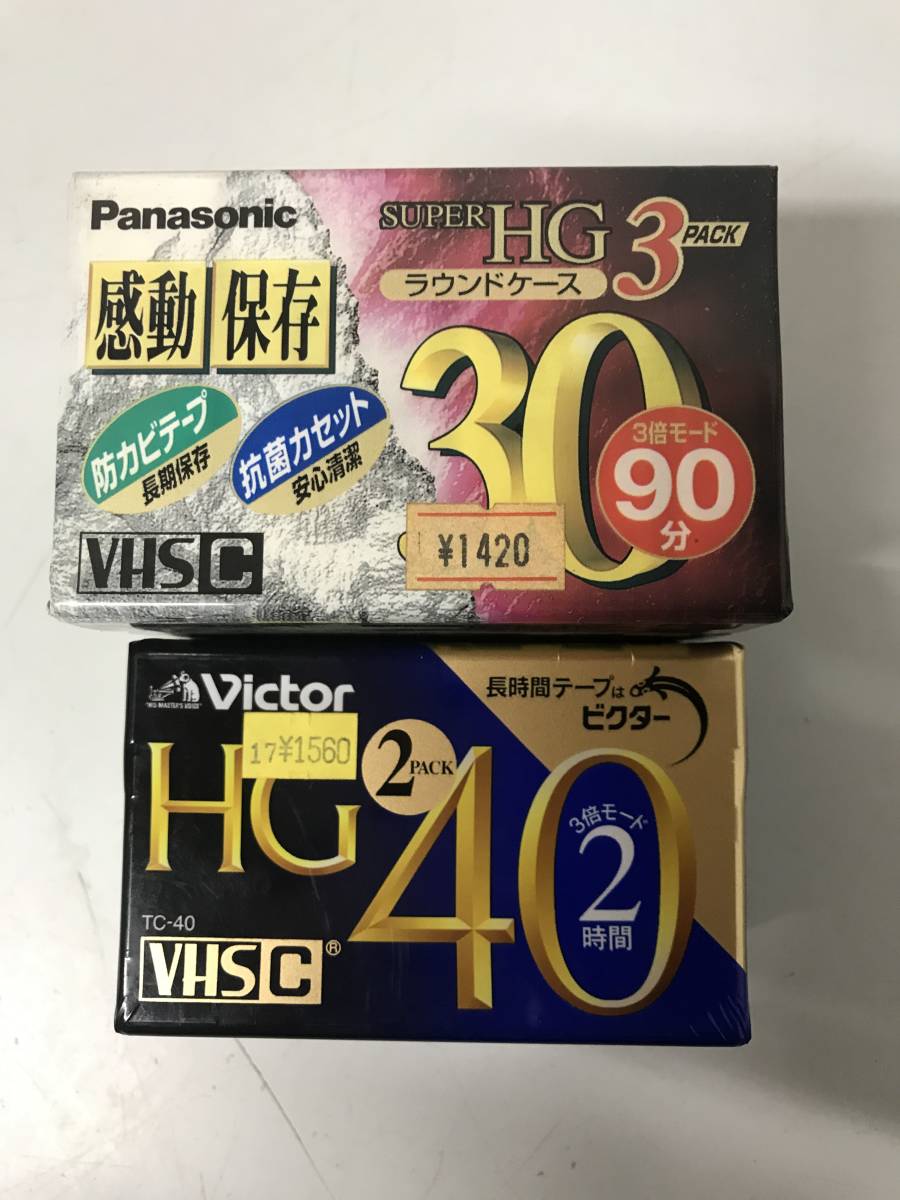 Panasonic
SUPER HG 3 PACK
ラウンドケース
感動 保存
30
防カビテープ
長期保存
抗菌カセット
安心清潔
3倍モード
90
分
¥1420
VHS C
Victor
"HIS MASTER'S VOICE"
長時間テープは
ビクター
17¥1560
HG 2 PACK 40
3倍モード
2
時間
TC-40
VHS C®